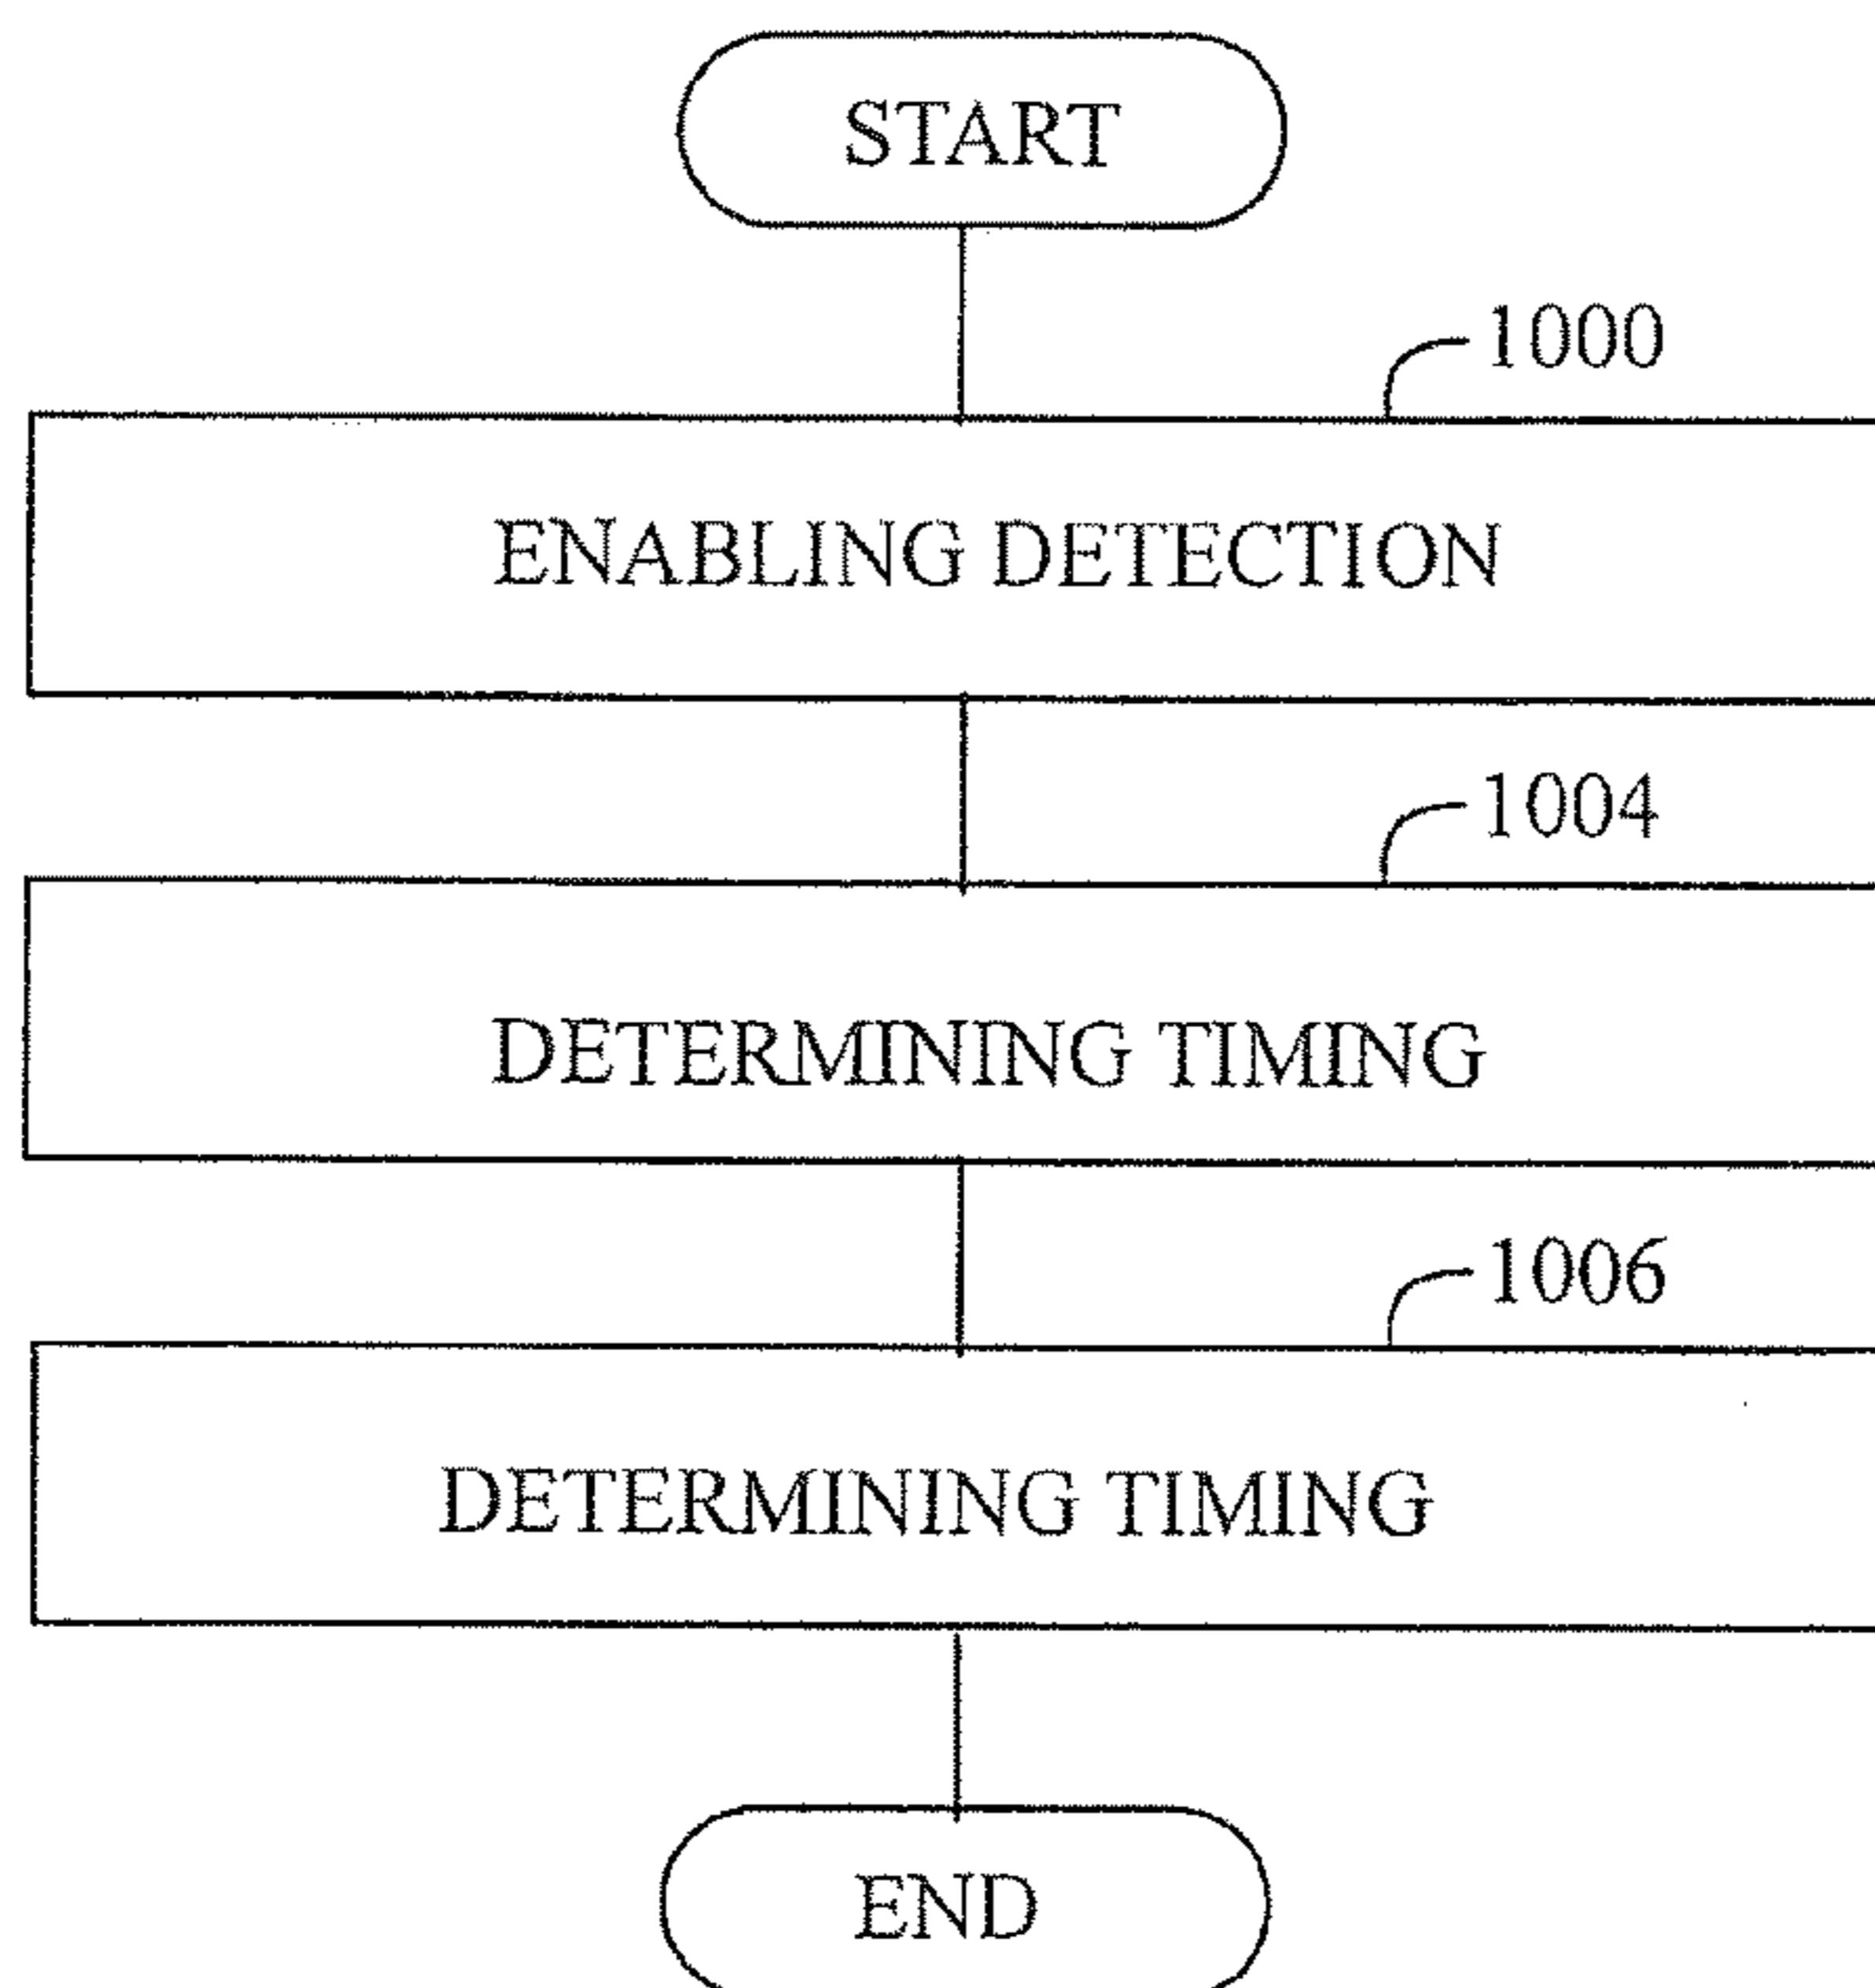 START
1000
ENABLING DETECTION
1004
DETERMINING TIMING
1006
DETERMINING TIMING
END